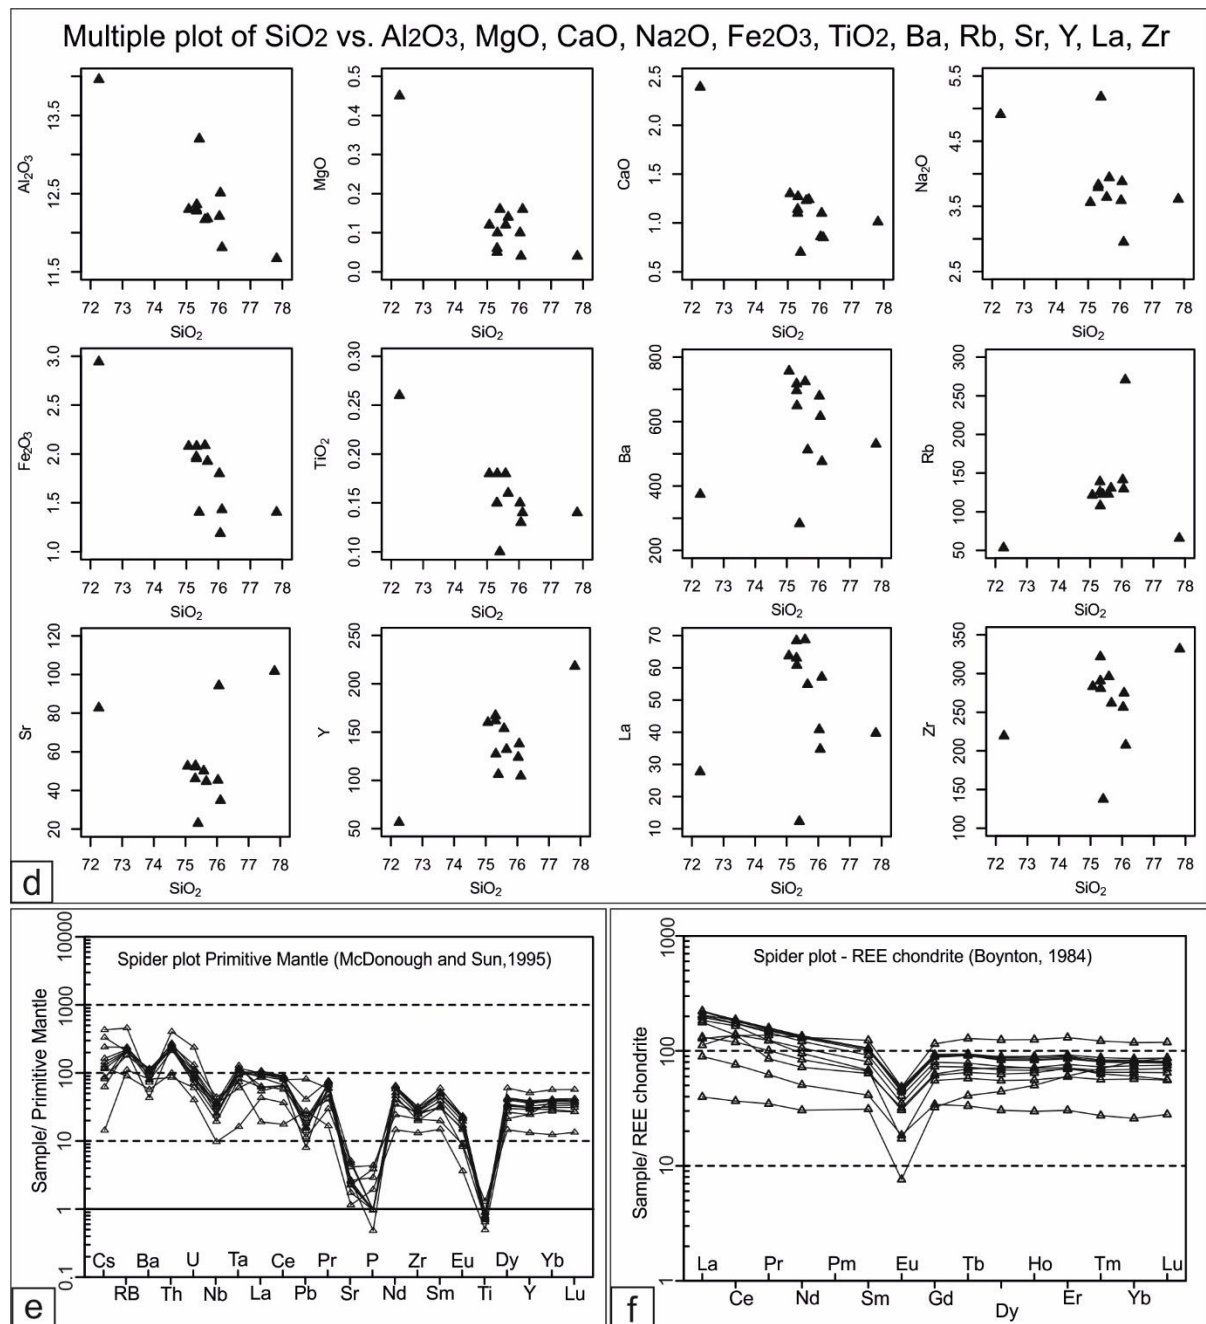 Multiple plot of SiO2 vs. Al2O3, MgO, CaO, Na2O, Fe2O3, TiO2, Ba, Rb, Sr, Y, La, Zr
Al2O3
13.5
12.5
11.5
72 73 75 76 77 78
SiO2
MgO
0.5
0.4
0.3
0.2
0.1
0.0
72 73 75 76 77 78
SiO2
CaO
2.5
2.0
1.5
1.0
0.5
72 73 75 76 77 78
SiO2
Na2O
5.5
4.5
3.5
2.5
72 73 75 76 77 78
SiO2
Fe2O3
3.0
2.5
2.0
1.5
1.0
72 73 75 76 77 78
SiO2
TiO2
0.30
0.25
0.20
0.15
0.10
72 73 75 76 77 78
SiO2
Ba
800
600
400
200
72 73 75 76 77 78
SiO2
Rb
300
250
200
150
100
50
72 73 75 76 77 78
SiO2
Sr
120
100
80
60
40
20
72 73 75 76 77 78
SiO2
Y
250
200
150
100
50
72 73 75 76 77 78
SiO2
La
70
60
50
40
30
20
10
72 73 75 76 77 78
SiO2
Zr
350
300
250
200
150
100
72 73 75 76 77 78
SiO2
d
Spider plot Primitive Mantle (McDonough and Sun,1995)
Sample/ Primitive Mantle
10000
1000
100
10
1
0.1
Cs Ba U Ta Ce Pr P Zr Eu Dy Yb
RB Th Nb La Pb Sr Nd Sm Ti Y Lu
e
Spider plot - REE chondrite (Boynton, 1984)
Sample/ REE chondrite
1000
100
10
1
La Pr Pm Eu Tb Ho Tm Lu
Ce Nd Sm Gd Dy Er Yb
f